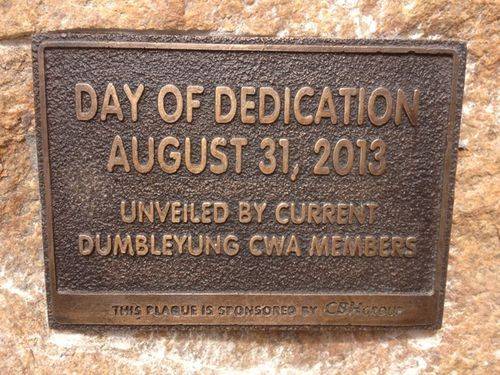 DAY OF DEDICATION
AUGUST 31, 2013
UNVEILED BY CURRENT
DUMBLEYUNG CWA MEMBERS
THIS PLAQUE IS SPONSORED BY CBH GROUP